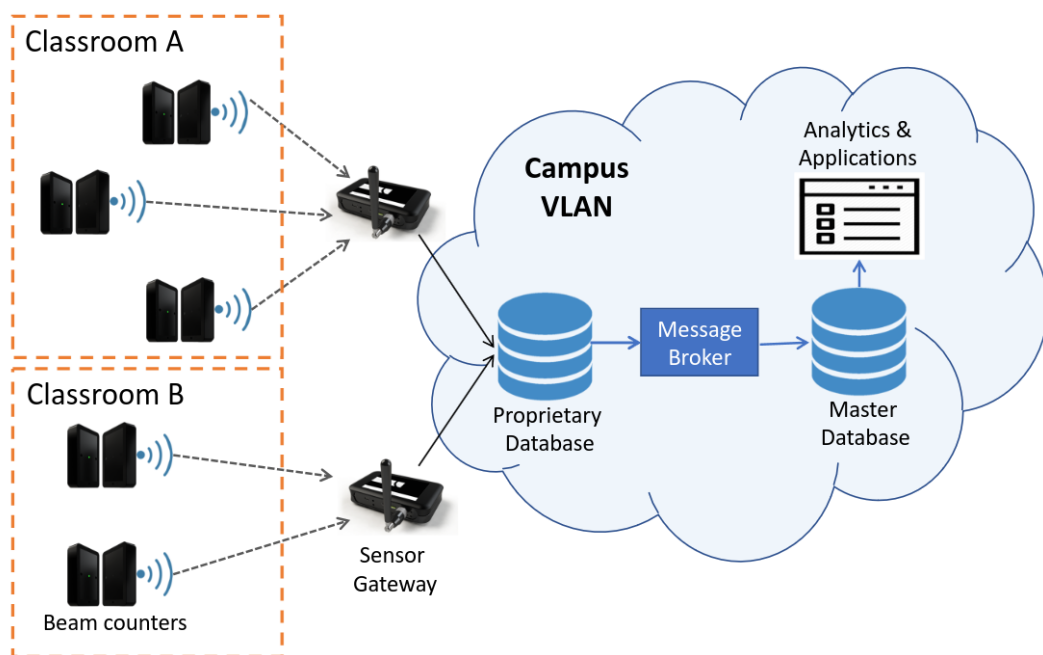 Classroom A
Classroom B
Beam counters
Sensor
Gateway
Campus
VLAN
Analytics &
Applications
Proprietary
Database
Message
Broker
Master
Database